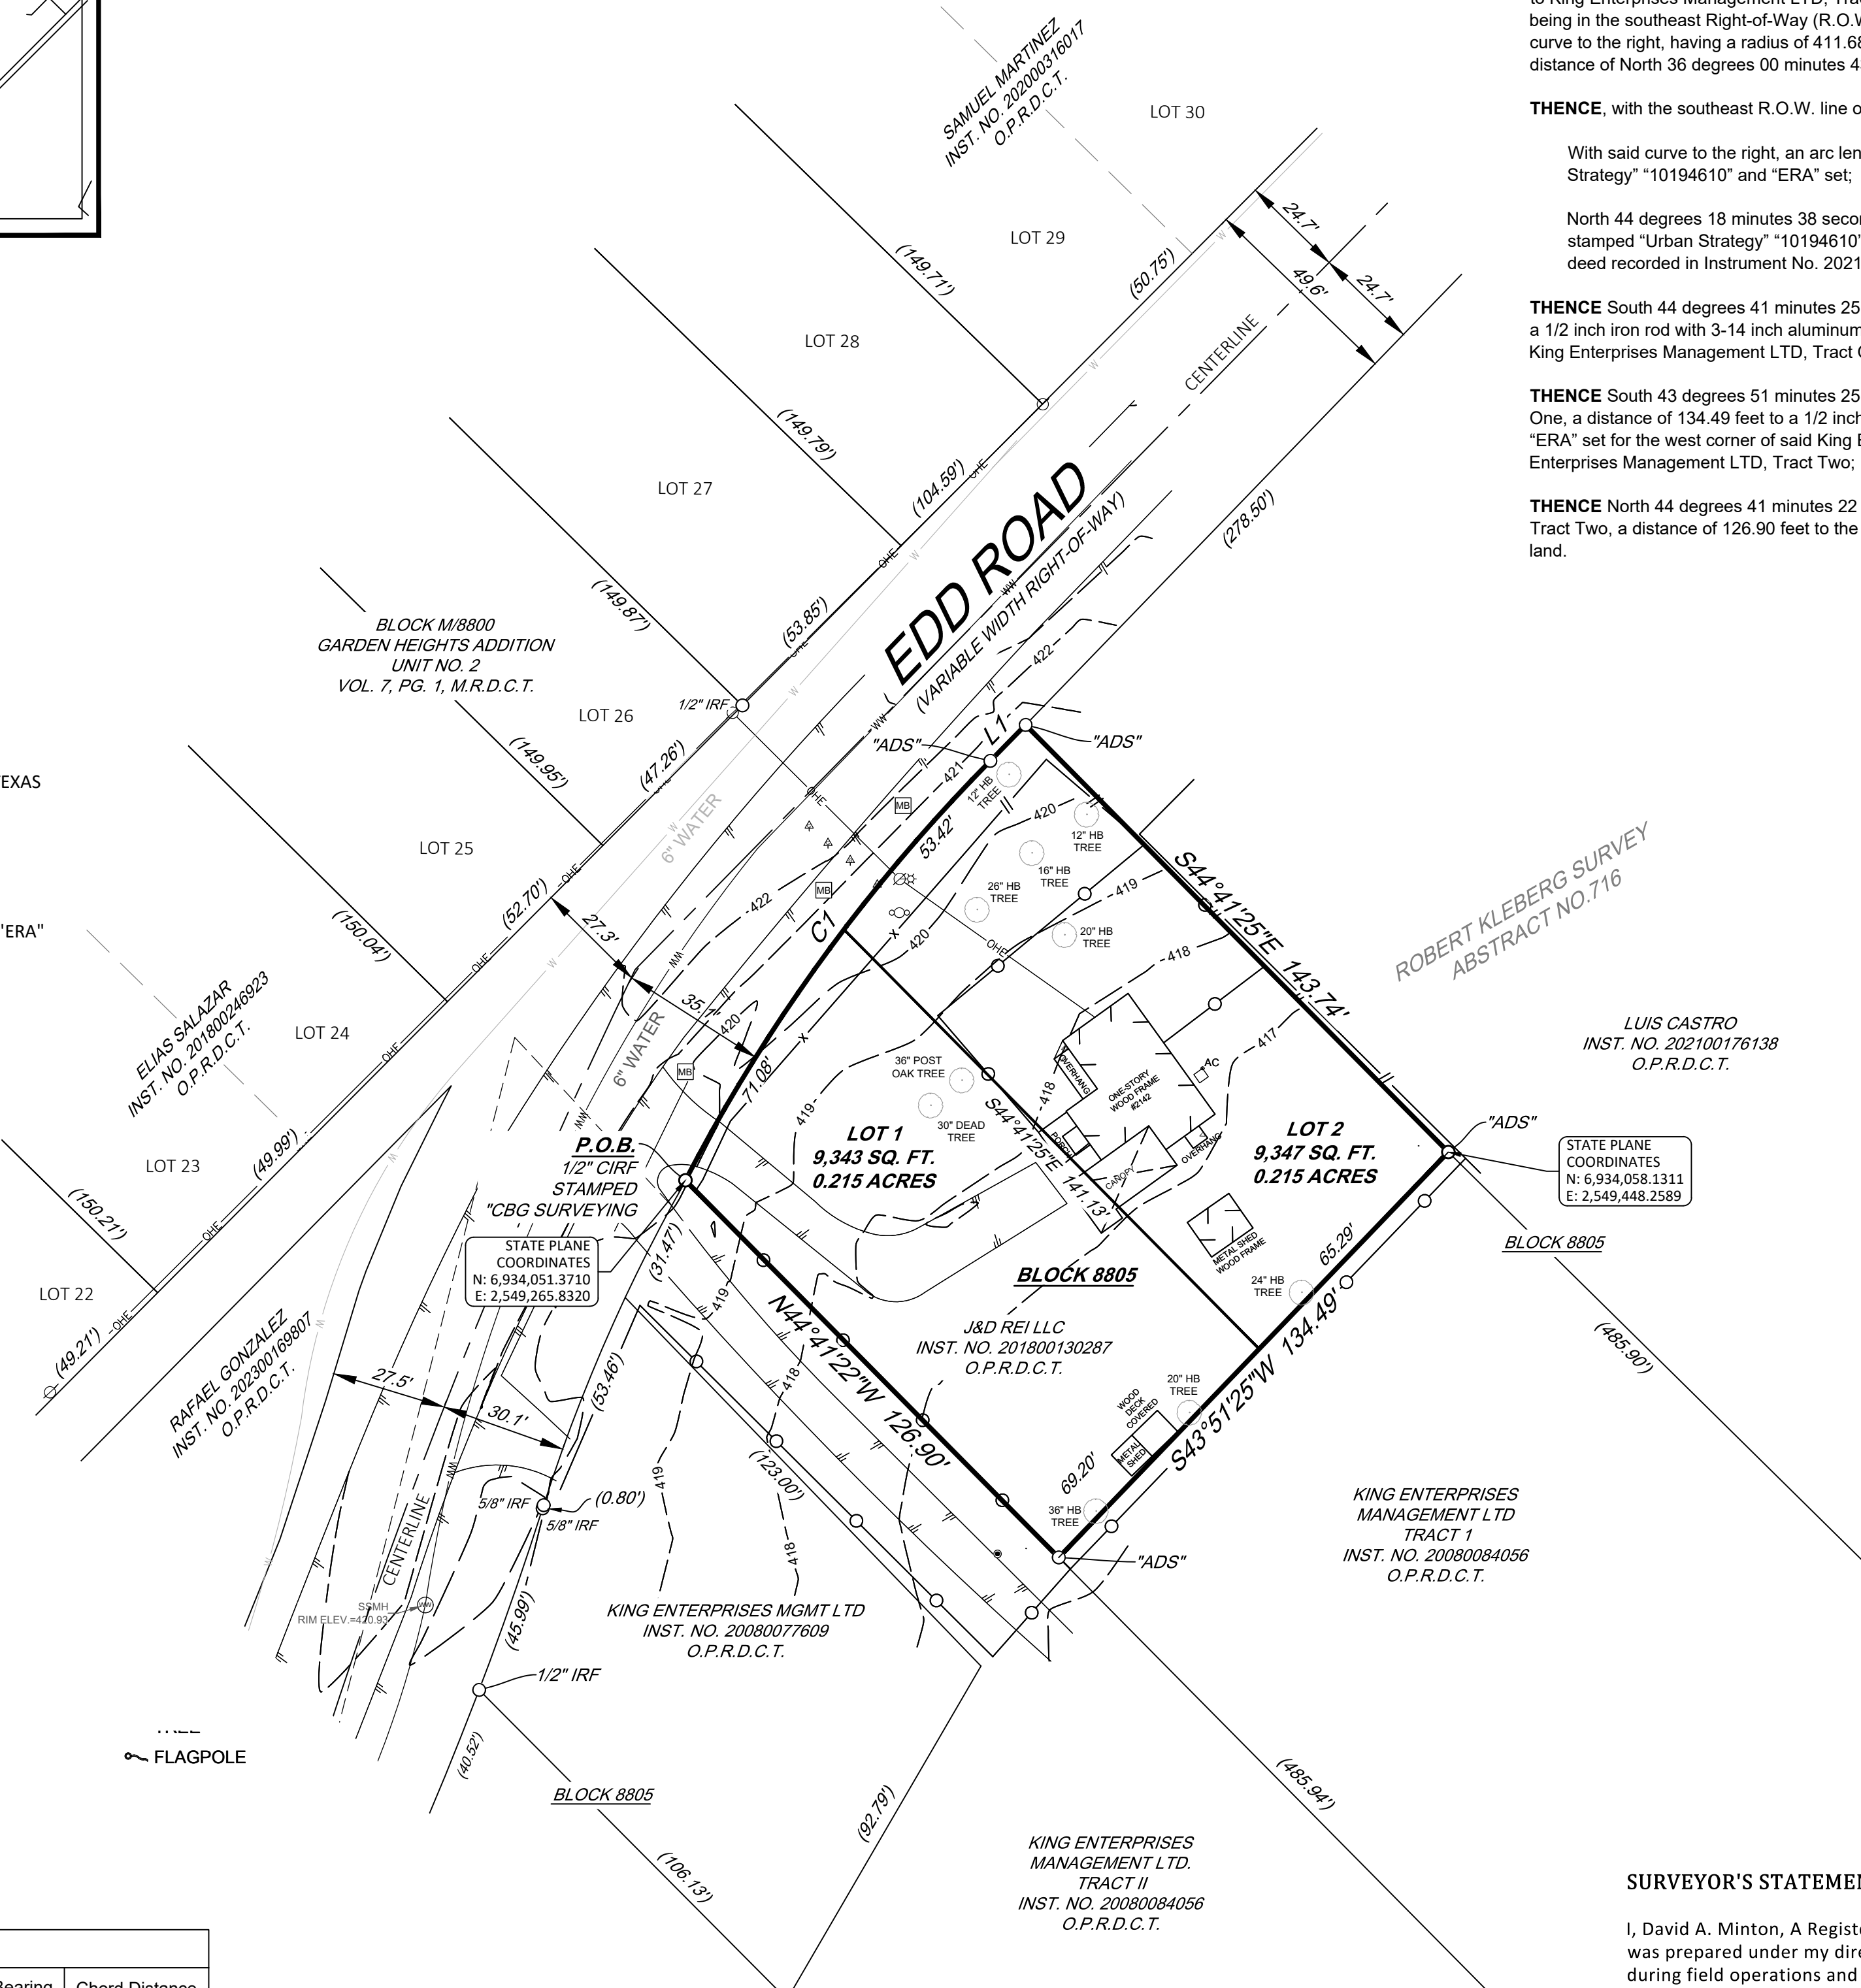 to King Enterprises Management LTD,
being in the southeast Right-of-Way
curve to the right, having a radius of 411.68
distance of North 36 degrees 00 minutes
THENCE, with the southeast R.O.W. line
With said curve to the right, an arc
Strategy” “10194610” and “ERA” set;
North 44 degrees 18 minutes 38
stamped “Urban Strategy” “10194610”
deed recorded in Instrument No.
THENCE South 44 degrees 41 minutes 25
a 1/2 inch iron rod with 3-14 inch aluminum
King Enterprises Management LTD, Tract
THENCE South 43 degrees 51 minutes 25
One, a distance of 134.49 feet to a 1/2 inch
“ERA” set for the west corner of said King
Enterprises Management LTD, Tract Two;
THENCE North 44 degrees 41 minutes 22
Tract Two, a distance of 126.90 feet to the
land.
SAMUEL MARTINEZ
INST. NO. 202000316017
O.P.R.D.C.T.
LOT 30
LOT 29
LOT 28
LOT 27
LOT 26
LOT 25
LOT 24
LOT 23
LOT 22
24.7'
24.7'
49.6'
(50.75')
(149.71')
(149.79')
(149.87')
(149.95')
(150.04')
(150.21')
(104.59')
(53.85')
(47.26')
(52.70')
(49.99')
(49.21')
(278.50')
CENTERLINE
EDD ROAD
(VARIABLE WIDTH RIGHT-OF-WAY)
BLOCK M/8800
GARDEN HEIGHTS ADDITION
UNIT NO. 2
VOL. 7, PG. 1, M.R.D.C.T.
1/2" IRF
6" WATER
6" WATER
OHE
W
WW
MB
MB
MB
"ADS"
L1
"ADS"
422
421
420
422
420
420
419
418
417
419
418
419
418
419
418
12" HB
TREE
12" HB
TREE
16" HB
TREE
26" HB
TREE
20" HB
TREE
53.42'
C1
71.08'
27.3'
35.1'
S44°41'25"E 143.74'
ROBERT KLEBERG SURVEY
ABSTRACT NO.716
LUIS CASTRO
INST. NO. 202100176138
O.P.R.D.C.T.
"ADS"
STATE PLANE
COORDINATES
N: 6,934,058.1311
E: 2,549,448.2589
BLOCK 8805
EXAS
"ERA"
ELIAS SALAZAR
INST. NO. 201800246923
O.P.R.D.C.T.
36" POST
OAK TREE
30" DEAD
TREE
OVERHANG
ONE-STORY
WOOD FRAME
#2142
AC
PORCH
CANOPY
OVERHANG
LOT 1
9,343 SQ. FT.
0.215 ACRES
LOT 2
9,347 SQ. FT.
0.215 ACRES
S44°41'25"E 141.13'
METAL SHED
WOOD FRAME
24" HB
TREE
65.29'
P.O.B.
1/2" CIRF
STAMPED
"CBG SURVEYING
STATE PLANE
COORDINATES
N: 6,934,051.3710
E: 2,549,265.8320
(31.47')
(53.46')
BLOCK 8805
J&D REI LLC
INST. NO. 201800130287
O.P.R.D.C.T.
N44°41'22"W 126.90'
S43°51'25"W 134.49'
20" HB
TREE
WOOD
DECK
COVERED
METAL
SHED
69.20'
36" HB
TREE
"ADS"
(123.00')
(485.90')
RAFAEL GONZALEZ
INST. NO. 202300169807
O.P.R.D.C.T.
27.5'
30.1'
5/8" IRF
(0.80')
5/8" IRF
CENTERLINE
SSMH
RIM ELEV.=420.93
(45.99')
1/2" IRF
(40.52')
KING ENTERPRISES MGMT LTD
INST. NO. 20080077609
O.P.R.D.C.T.
KING ENTERPRISES
MANAGEMENT LTD
TRACT 1
INST. NO. 20080084056
O.P.R.D.C.T.
FLAGPOLE
BLOCK 8805
(92.79')
(106.13')
(485.94')
KING ENTERPRISES
MANAGEMENT LTD.
TRACT II
INST. NO. 20080084056
O.P.R.D.C.T.
SURVEYOR'S
I, David A. Minton, A
was prepared under my
during field operations and
Bearing
Chord Distance